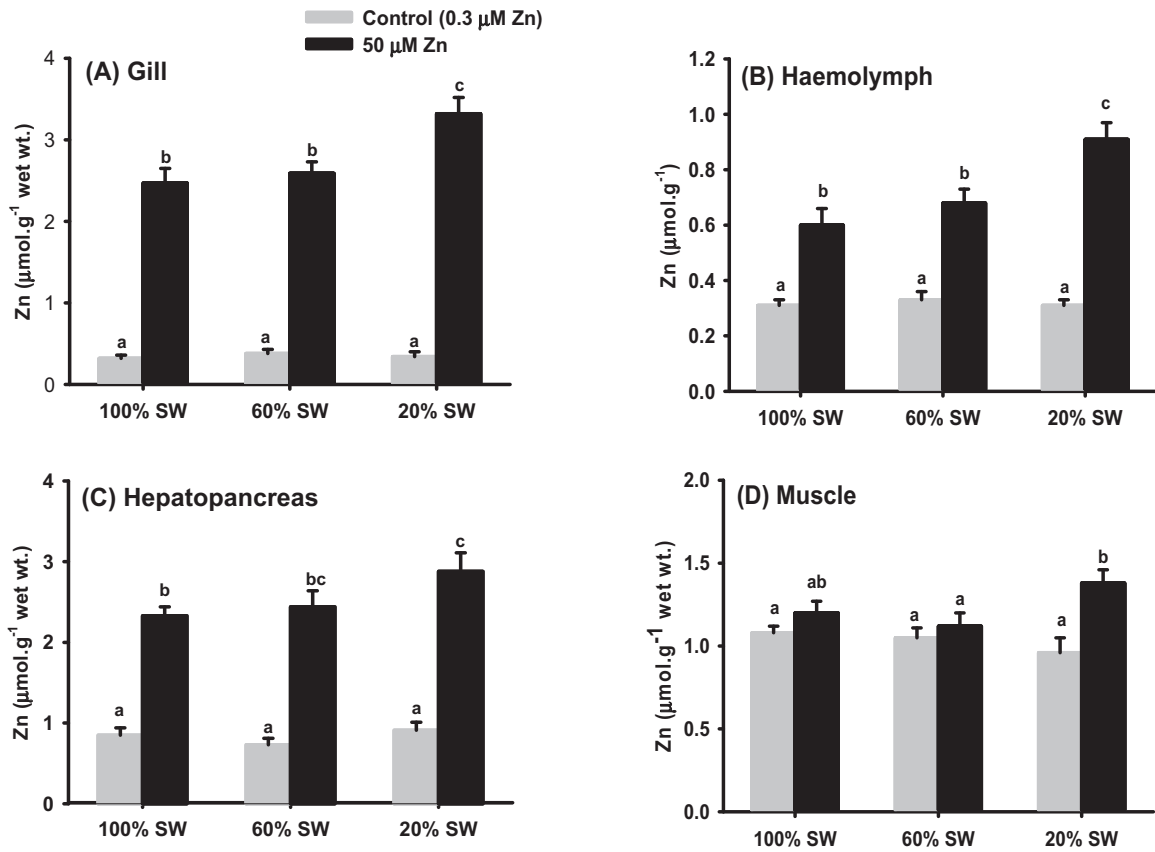 Control (0.3 μM Zn)
50 μM Zn
(A) Gill
Zn (μmol.g⁻¹ wet wt.)
4
3
2
1
0
a
b
a
b
a
c
100% SW
60% SW
20% SW
(B) Haemolymph
Zn (μmol.g⁻¹)
1.2
1.0
0.8
0.6
0.4
0.2
0.0
a
b
a
b
a
c
100% SW
60% SW
20% SW
(C) Hepatopancreas
Zn (μmol.g⁻¹ wet wt.)
4
3
2
1
0
a
b
a
bc
a
c
100% SW
60% SW
20% SW
(D) Muscle
Zn (μmol.g⁻¹ wet wt.)
2.0
1.5
1.0
0.5
0.0
a
ab
a
a
a
b
100% SW
60% SW
20% SW